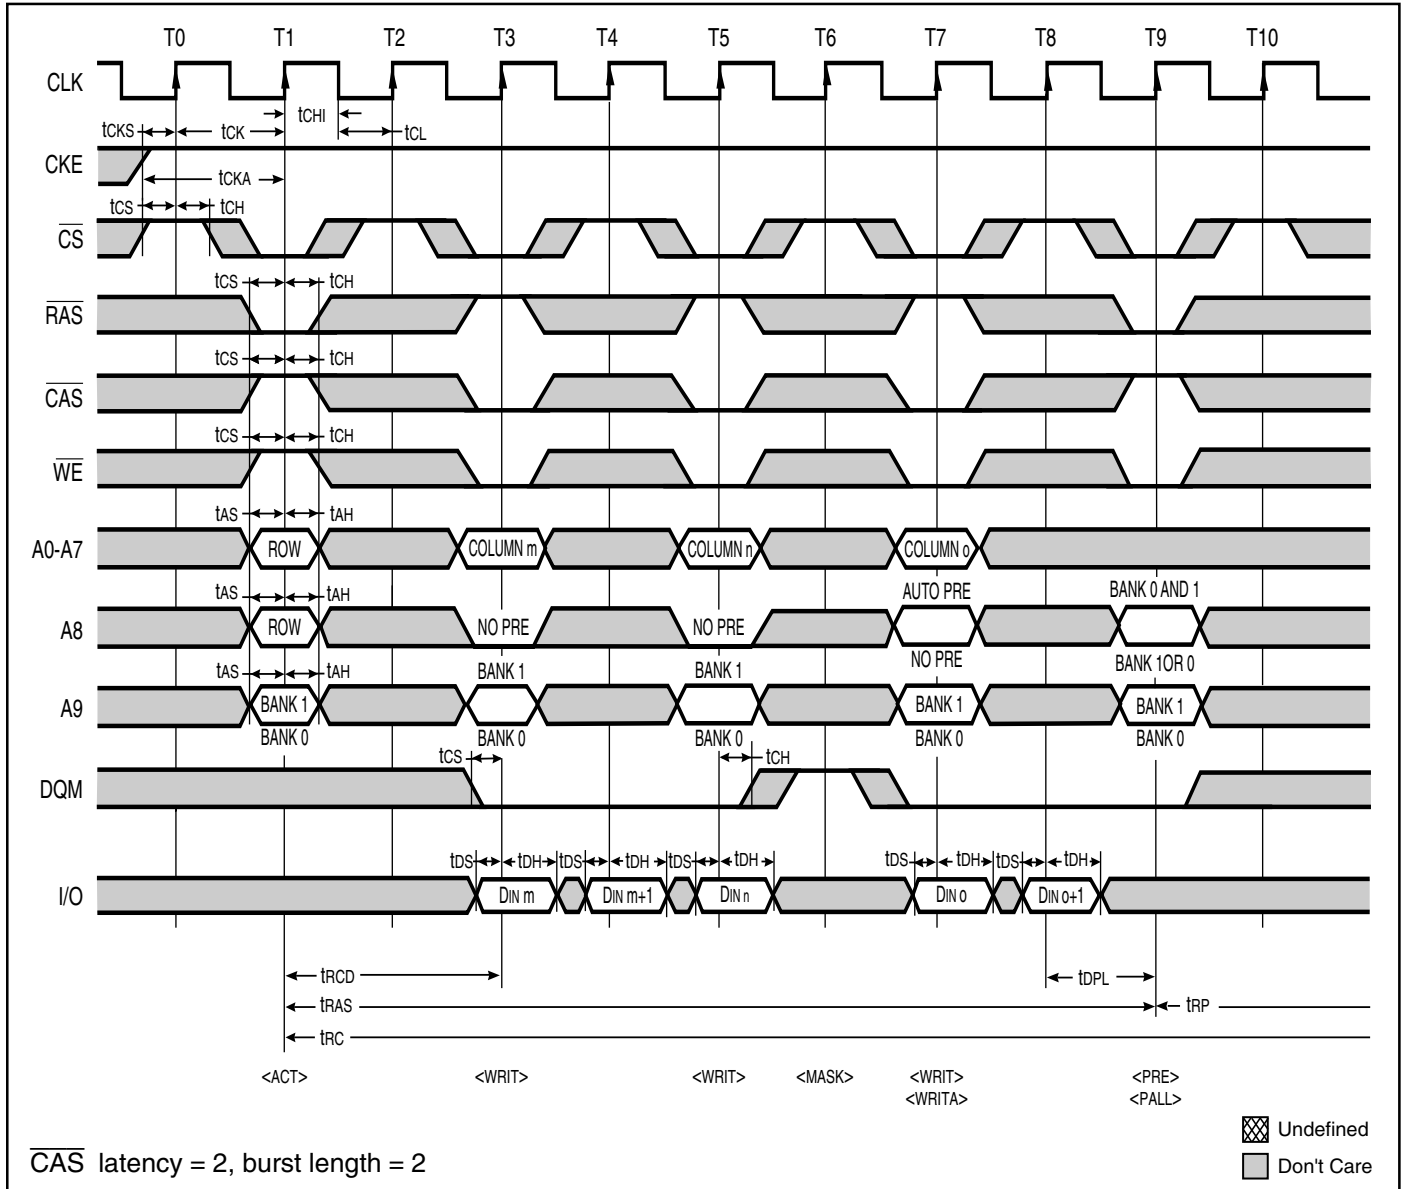 T0 T1 T2 T3 T4 T5 T6 T7 T8 T9 T10
CLK
tCHI
tCKS tCK tCL
CKE
tCKA
tCS tCH
CS
tCS tCH
RAS
tCS tCH
CAS
tCS tCH
WE
tAS tAH
A0-A7 ROW COLUMN m COLUMN n COLUMN o
tAS tAH AUTO PRE BANK 0 AND 1
A8 ROW NO PRE NO PRE
NO PRE BANK 1OR 0
tAS tAH BANK 1 BANK 1
A9 BANK 1 BANK 1 BANK 1
BANK 0 BANK 0 BANK 0 BANK 0 BANK 0
tCS tCH
DQM
tDS tDH tDS tDH tDS tDH tDS tDH tDS tDH
I/O DIN m DIN m+1 DIN n DIN o DIN o+1
tRCD tDPL
tRAS tRP
tRC
<ACT> <WRIT> <WRIT> <MASK> <WRIT> <PRE>
<WRITA> <PALL>
Undefined
CAS latency = 2, burst length = 2
Don't Care